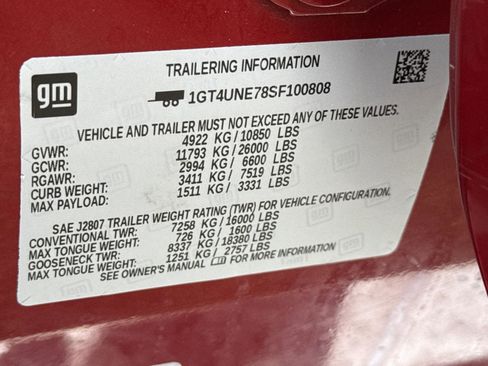 gm
TRAILERING INFORMATION
1GT4UNE78SF100808
VEHICLE AND TRAILER MUST NOT EXCEED ANY OF THESE VALUES.
GVWR: 4922 KG/10850 LBS
GCWR: 11793 KG/26000 LBS
RGAWR: 2994 KG/ 6600 LBS
CURB WEIGHT: 3411 KG/ 7519 LBS
MAX PAYLOAD: 1511 KG/ 3331 LBS
SAE J2807 TRAILER WEIGHT RATING (TWR) FOR VEHICLE CONFIGURATION.
CONVENTIONAL TWR: 7258 KG/16000 LBS
MAX TONGUE WEIGHT: 726 KG/ 1600 LBS
GOOSENECK TWR: 8337 KG/18380 LBS
MAX TONGUE WEIGHT: 1251 KG/ 2757 LBS
SEE OWNER'S MANUAL FOR MORE INFORMATION